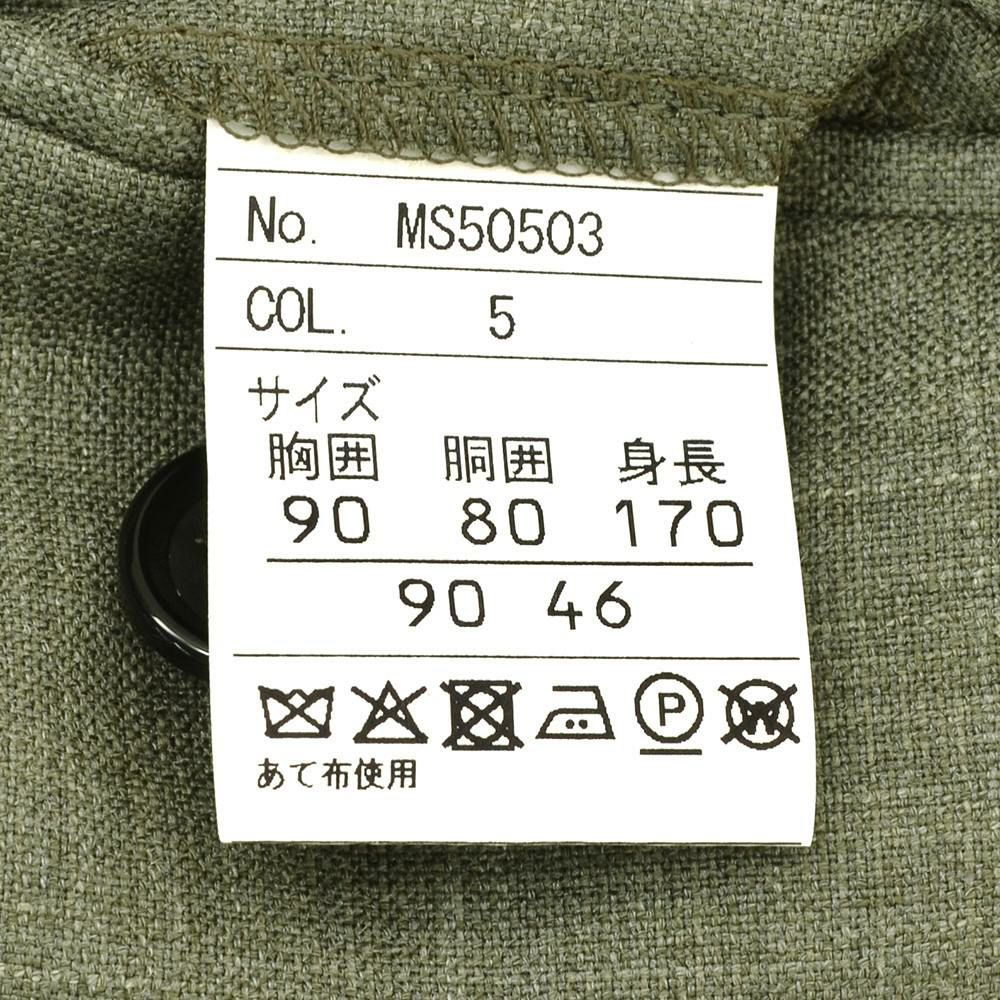 No. MS50503
COL. 5
サイズ
胸囲 胴囲 身長
90 80 170
90 46
P W
あて布使用